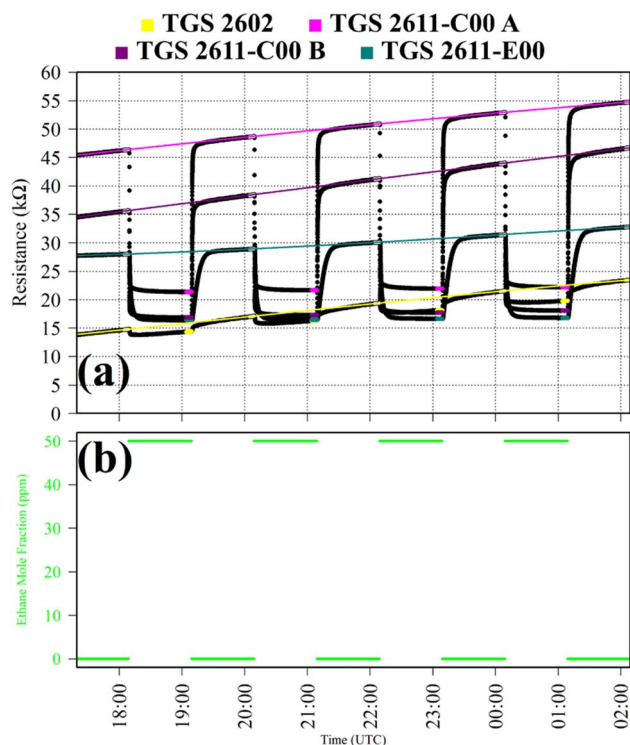 TGS 2602 TGS 2611-C00 A
TGS 2611-C00 B TGS 2611-E00
60
55
50
45
40
35
30
25
20
15
10
5
0
Resistance (kΩ)
(a)
50
40
30
20
10
0
Ethane Mole Fraction (ppm)
(b)
18:00 19:00 20:00 21:00 22:00 23:00 00:00 01:00 02:00
Time (UTC)